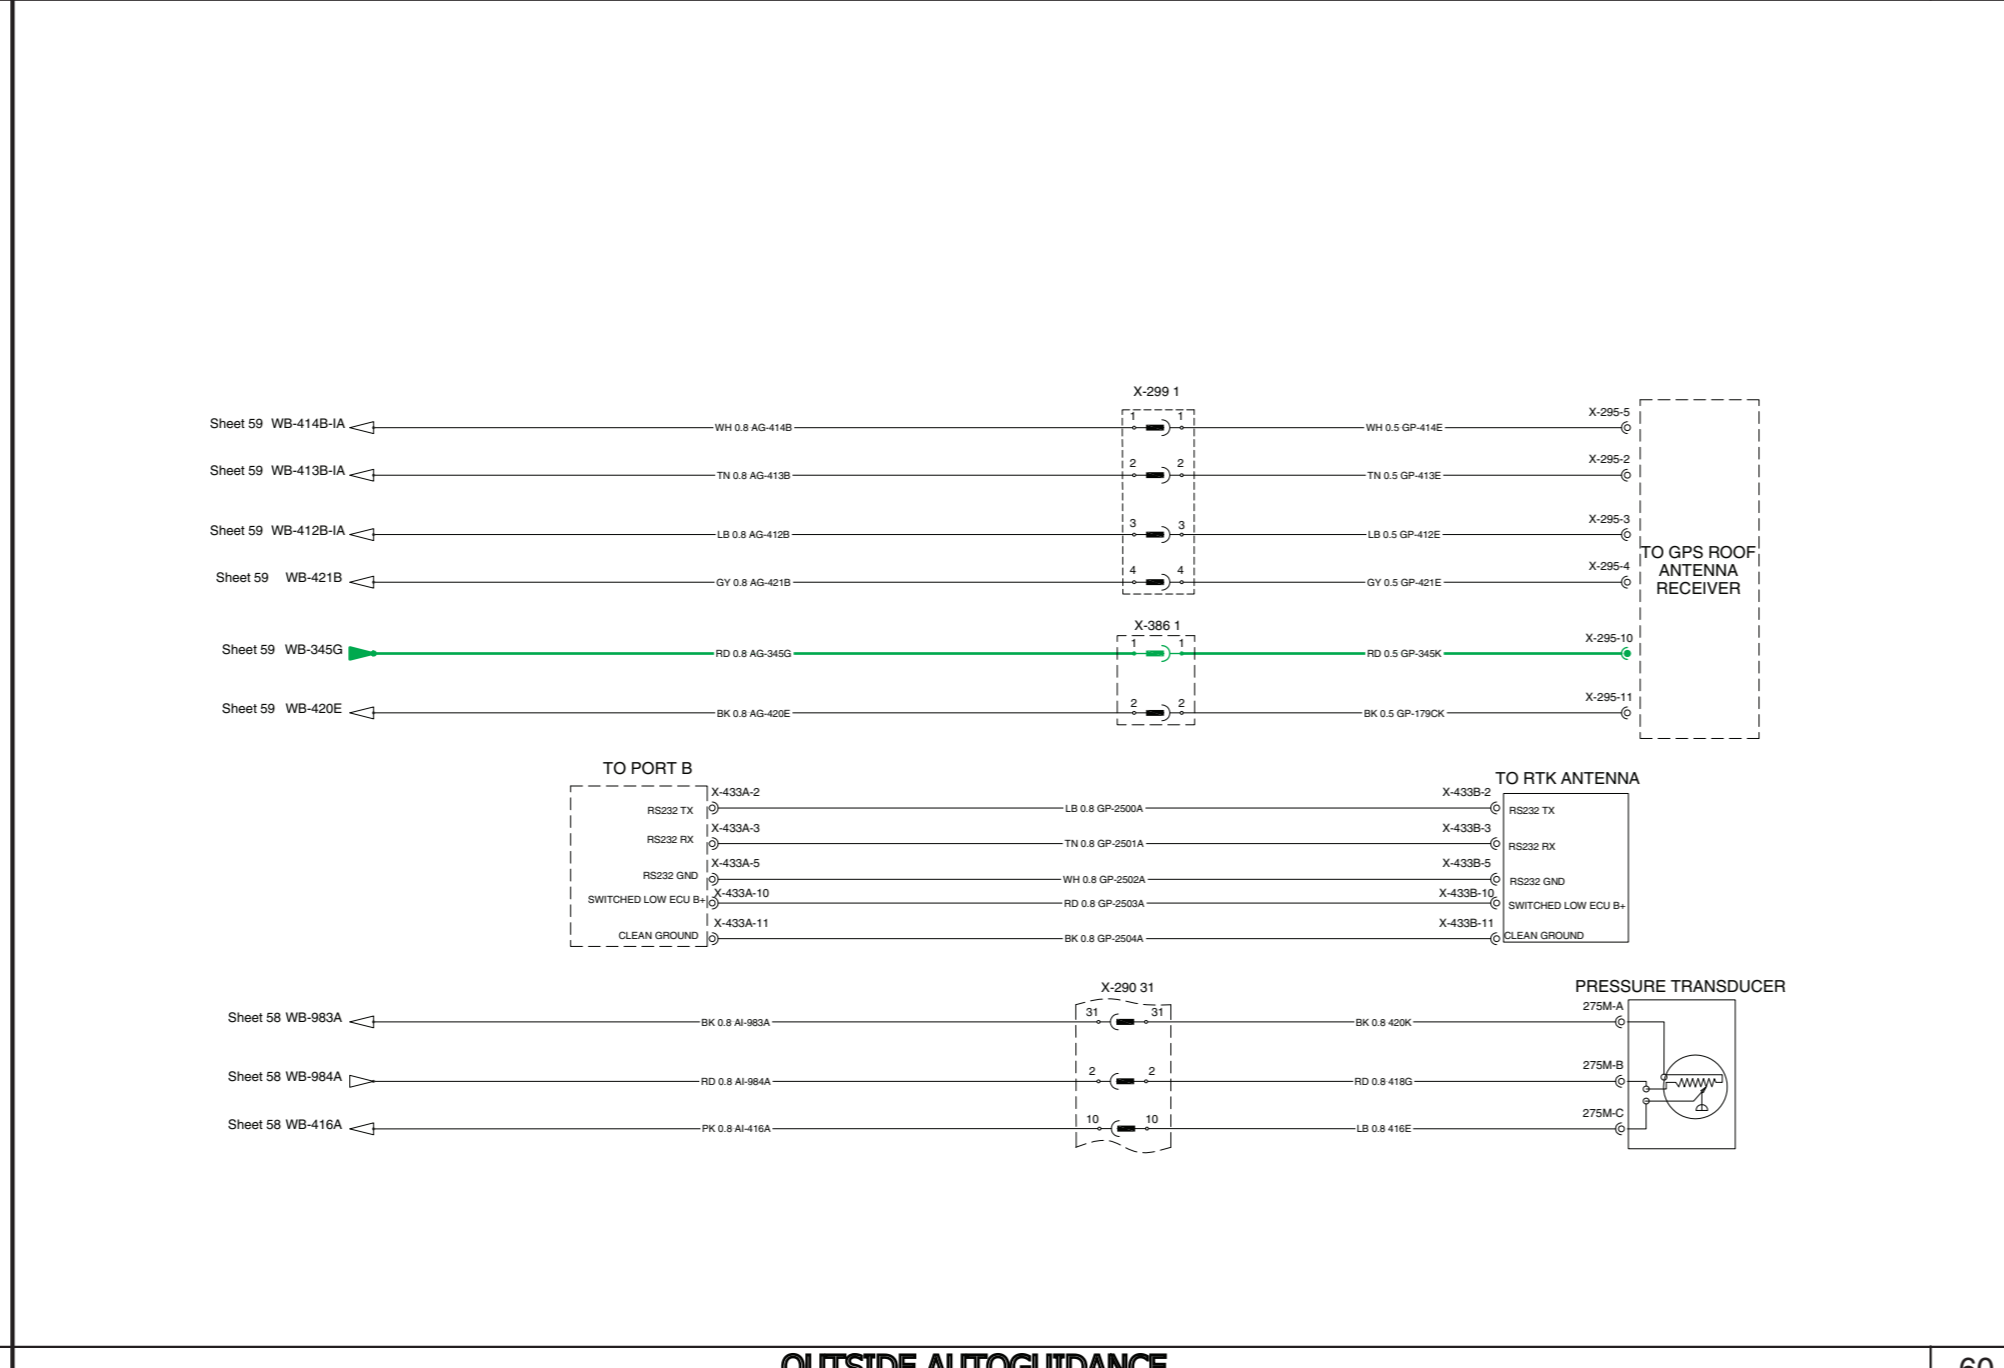 X-299 1
Sheet 59 WB-414B-IA WH 0.8 AG-414B 1 1 WH 0.5 GP-414E X-295-5
Sheet 59 WB-413B-IA TN 0.8 AG-413B 2 2 TN 0.5 GP-413E X-295-2
Sheet 59 WB-412B-IA LB 0.8 AG-412B 3 3 LB 0.5 GP-412E X-295-3
TO GPS ROOF
ANTENNA
RECEIVER
Sheet 59 WB-421B GY 0.8 AG-421B 4 4 GY 0.5 GP-421E X-295-4
X-386 1
Sheet 59 WB-345G RD 0.8 AG-345G 1 1 RD 0.5 GP-345K X-295-10
Sheet 59 WB-420E BK 0.8 AG-420E 2 2 BK 0.5 GP-179CK X-295-11
TO PORT B
TO RTK ANTENNA
RS232 TX X-433A-2 LB 0.8 GP-2500A X-433B-2 RS232 TX
RS232 RX X-433A-3 TN 0.8 GP-2501A X-433B-3 RS232 RX
RS232 GND X-433A-5 WH 0.8 GP-2502A X-433B-5 RS232 GND
SWITCHED LOW ECU B+ X-433A-10 RD 0.8 GP-2503A X-433B-10 SWITCHED LOW ECU B+
CLEAN GROUND X-433A-11 BK 0.8 GP-2504A X-433B-11 CLEAN GROUND
X-290 31
PRESSURE TRANSDUCER
Sheet 58 WB-983A BK 0.8 AI-983A 31 31 BK 0.8 420K 275M-A
Sheet 58 WB-984A RD 0.8 AI-984A 2 2 RD 0.8 418G 275M-B
Sheet 58 WB-416A PK 0.8 AI-416A 10 10 LB 0.8 416E 275M-C
OUTSIDE AUTOGUIDANCE
60